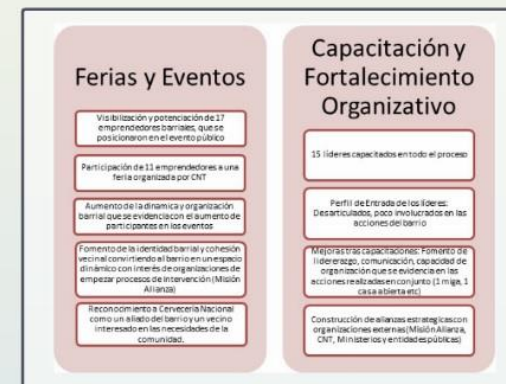 Ferias y Eventos
Visibilización y potenciación de 17
emprendedores barriales, que se
posicionaron en el evento público
Participación de 11 emprendedores a una
feria organizada por CNT
Aumento de la dinamica y organización
barrial que se evidencia con el aumento de
participantes en los eventos
Fomento de la identidad barrial y cohesión
vecinal convirtiendo al barrio en un espacio
dinámico con interés de organizaciones de
empezar procesos de intervención (Misión
Alianza)
Reconocimiento a Cervecería Nacional
como un aliado del barrio y un vecino
interesado en las necesidades de la
comunidad.
Capacitación y
Fortalecimiento
Organizativo
15 líderes capacitados en todo el proceso
Perfil de Entrada de los líderes:
Desarticulados, poco involucrados en las
acciones del barrio
Mejoras tras capacitaciones: Fomento de
lidererazgo, comunicación, capacidad de
organización que se evidencia en las
acciones realizadas en conjunto (1 miga, 1
casa abierta etc)
Construcción de alianzas estrategicas con
organizaciones externas (Misión Alianza,
CNT, Ministerios y entidades públicas)